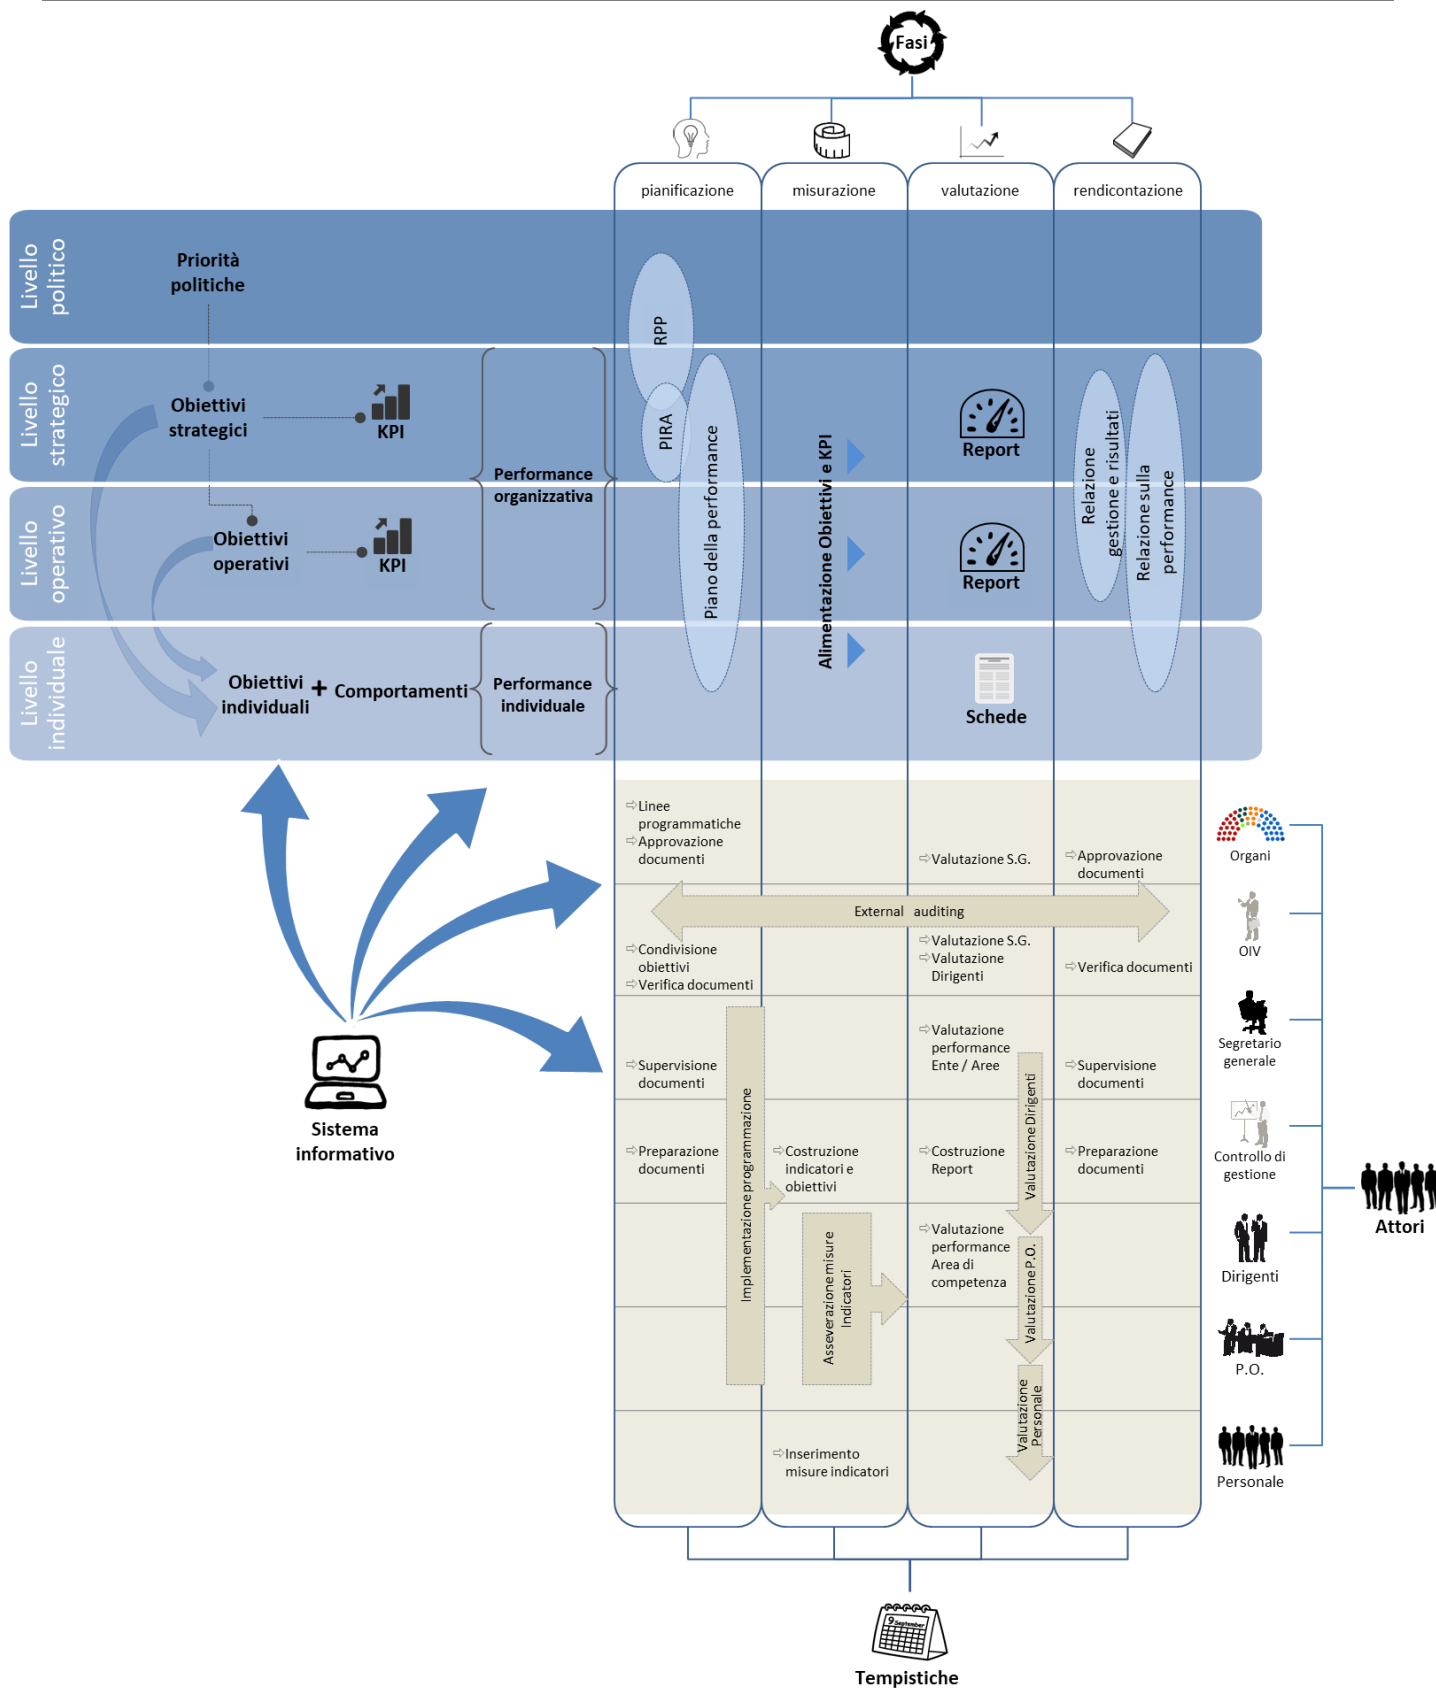 Fasi
pianificazione
misurazione
valutazione
rendicontazione
Livello
politico
Priorità
politiche
RPP
Livello
strategico
Obiettivi
strategici
KPI
Performance
organizzativa
PIRA
Piano della performance
Alimentazione Obiettivi e KPI
Report
Relazione
gestione e risultati
Relazione sulla
performance
Livello
operativo
Obiettivi
operativi
KPI
Report
Livello
individuale
Obiettivi
individuali
+
Comportamenti
Performance
individuale
Schede
⇨Linee
programmatiche
⇨Approvazione
documenti
⇨Valutazione S.G.
⇨Approvazione
documenti
Organi
External auditing
⇨Condivisione
obiettivi
⇨Verifica documenti
⇨Valutazione S.G.
⇨Valutazione
Dirigenti
⇨Verifica documenti
OIV
⇨Supervisione
documenti
⇨Valutazione
performance
Ente / Aree
⇨Supervisione
documenti
Segretario
generale
Sistema
informativo
Implementazione programmazione
Valutazione Dirigenti
⇨Preparazione
documenti
⇨Costruzione
indicatori e
obiettivi
⇨Costruzione
Report
⇨Preparazione
documenti
Controllo di
gestione
Attori
Asseverazione misure
Indicatori
⇨Valutazione
performance
Area di
competenza
Valutazione P.O.
Dirigenti
P.O.
Valutazione
Personale
⇨Inserimento
misure indicatori
Personale
9 September
Tempistiche